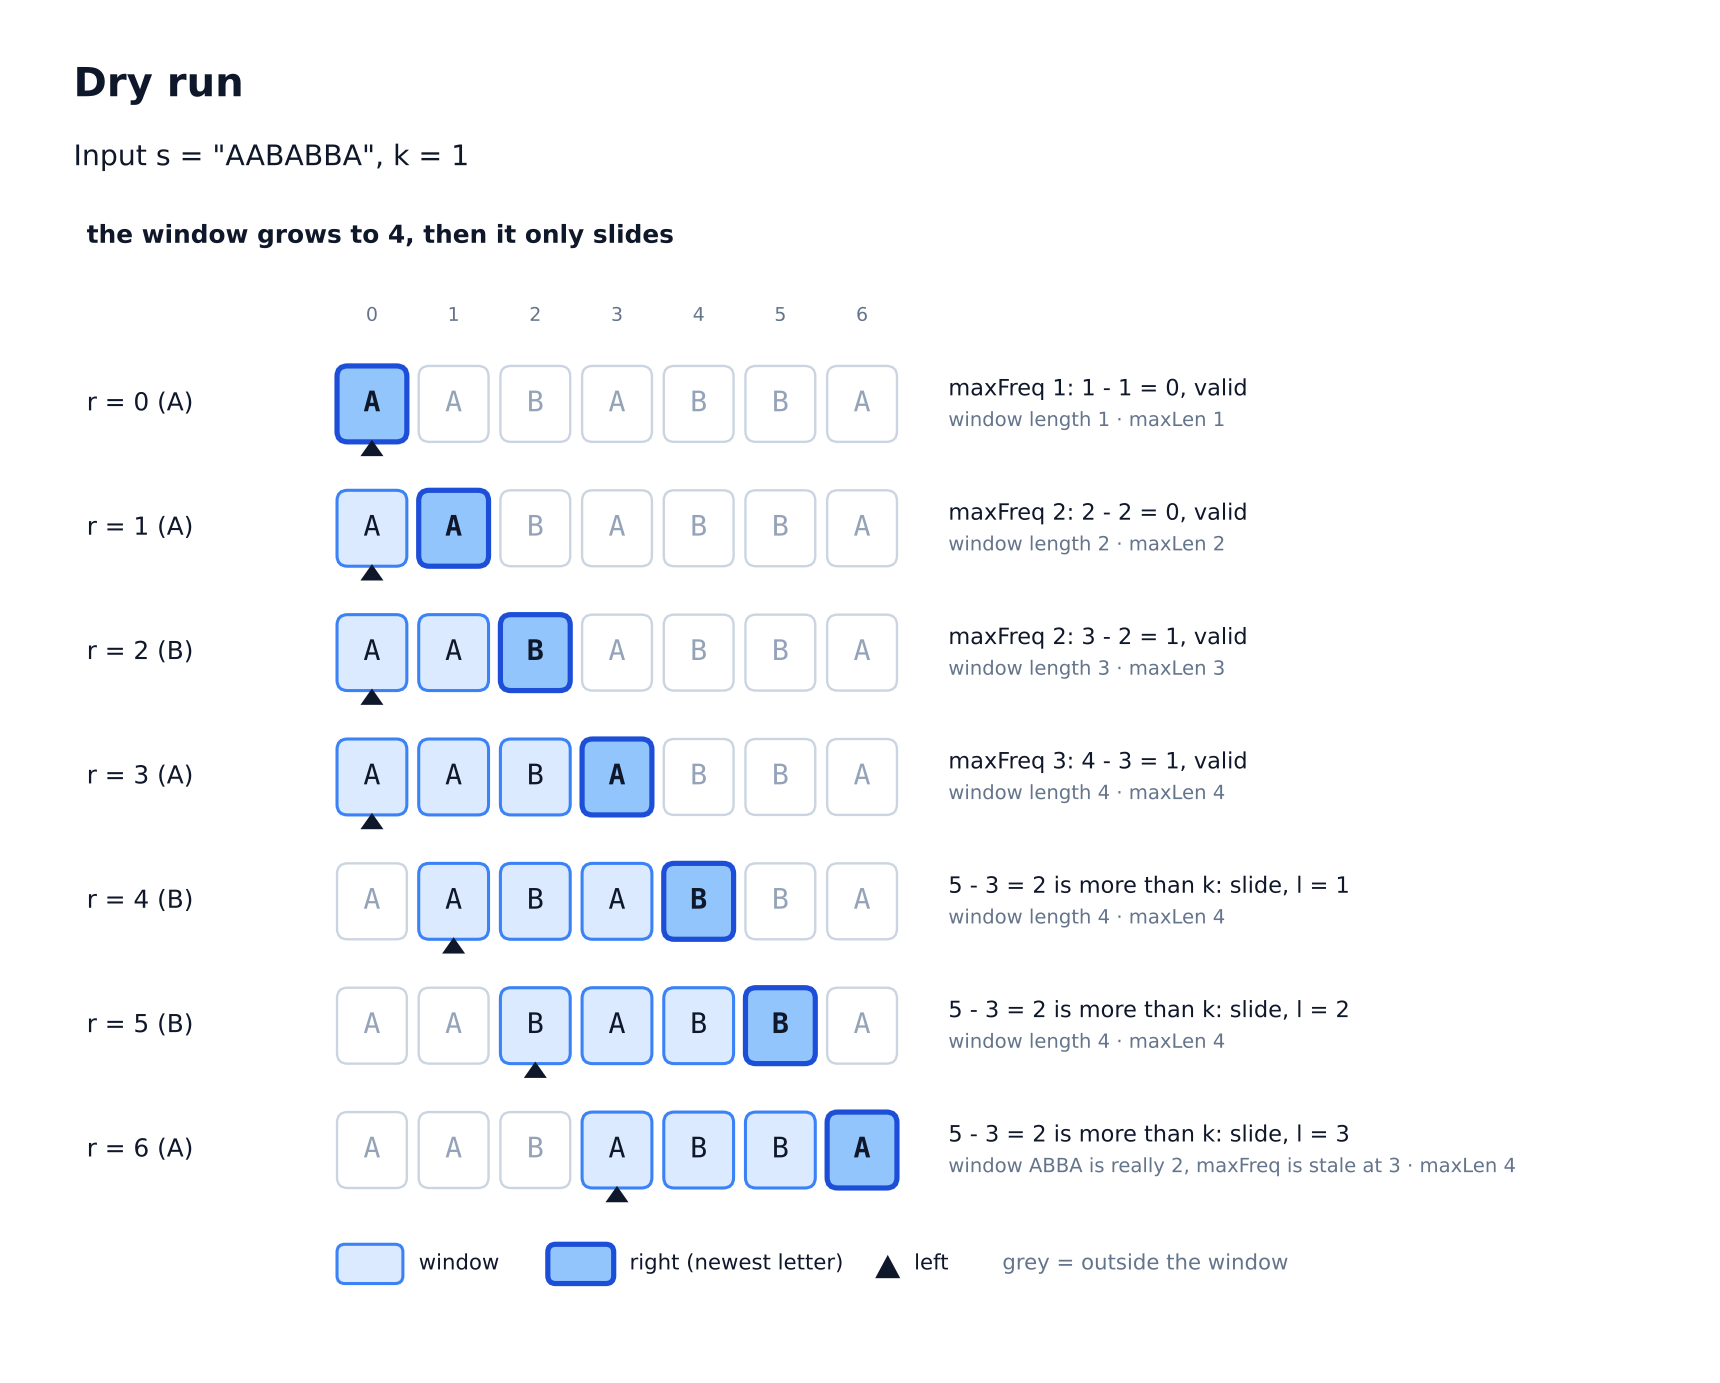 Dry run
Input s = "AABABBA", k = 1
the window grows to 4, then it only slides
0 1 2 3 4 5 6
r = 0 (A) A A B A B B A maxFreq 1: 1 - 1 = 0, valid
window length 1 · maxLen 1
r = 1 (A) A A B A B B A maxFreq 2: 2 - 2 = 0, valid
window length 2 · maxLen 2
r = 2 (B) A A B A B B A maxFreq 2: 3 - 2 = 1, valid
window length 3 · maxLen 3
r = 3 (A) A A B A B B A maxFreq 3: 4 - 3 = 1, valid
window length 4 · maxLen 4
r = 4 (B) A A B A B B A 5 - 3 = 2 is more than k: slide, l = 1
window length 4 · maxLen 4
r = 5 (B) A A B A B B A 5 - 3 = 2 is more than k: slide, l = 2
window length 4 · maxLen 4
r = 6 (A) A A B A B B A 5 - 3 = 2 is more than k: slide, l = 3
window ABBA is really 2, maxFreq is stale at 3 · maxLen 4
window right (newest letter) left grey = outside the window